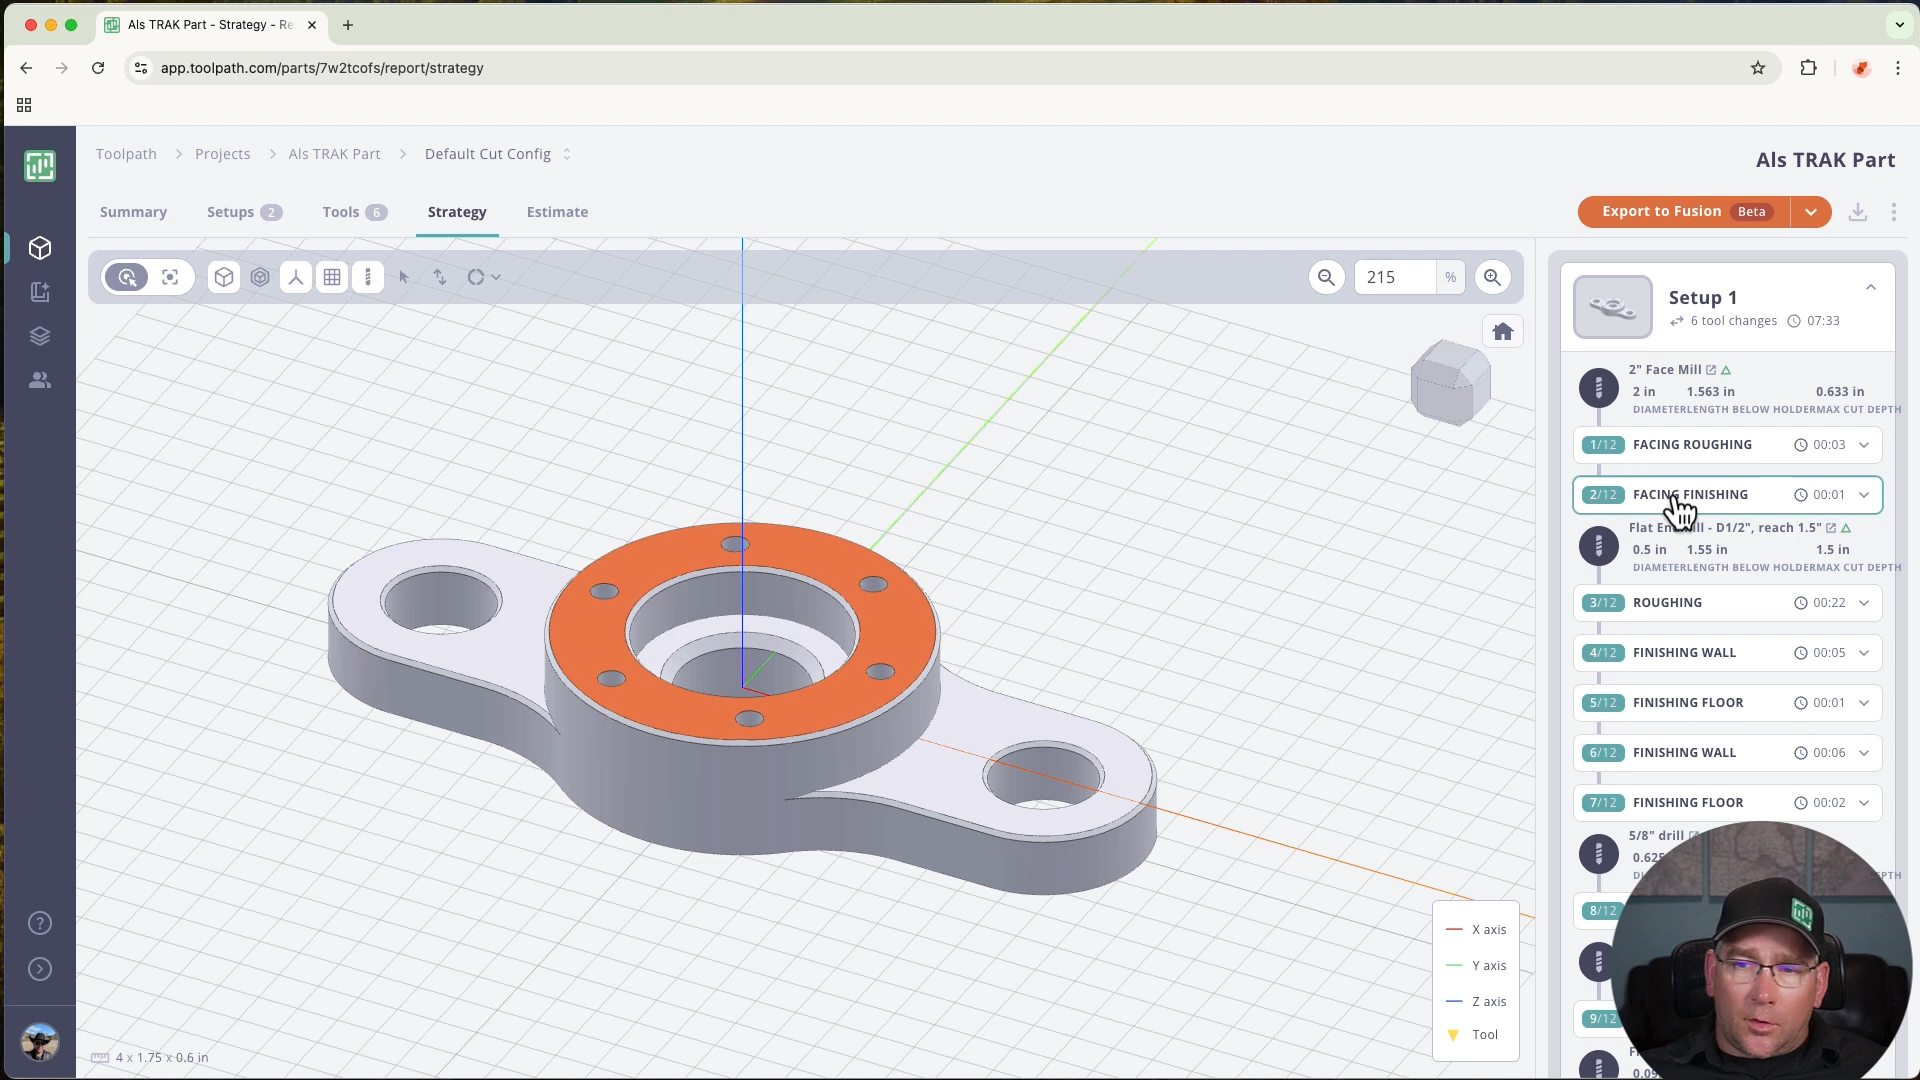 Als TRAK Part - Strategy - Re
app.toolpath.com/parts/7w2tcofs/report/strategy
Toolpath > Projects > Als TRAK Part > Default Cut Config
Als TRAK Part
Summary Setups 2 Tools 6 Strategy Estimate
Export to Fusion Beta
215 %
Setup 1
6 tool changes 07:33
2" Face Mill
2 in 1.563 in 0.633 in
DIAMETER LENGTH BELOW HOLDER MAX CUT DEPTH
1/12 FACING ROUGHING 00:03
2/12 FACING FINISHING 00:01
Flat End Mill - D1/2", reach 1.5"
0.5 in 1.55 in 1.5 in
DIAMETER LENGTH BELOW HOLDER MAX CUT DEPTH
3/12 ROUGHING 00:22
4/12 FINISHING WALL 00:05
5/12 FINISHING FLOOR 00:01
6/12 FINISHING WALL 00:06
7/12 FINISHING FLOOR 00:02
5/8" drill
8/12
9/12
X axis
Y axis
Z axis
Tool
4 x 1.75 x 0.6 in